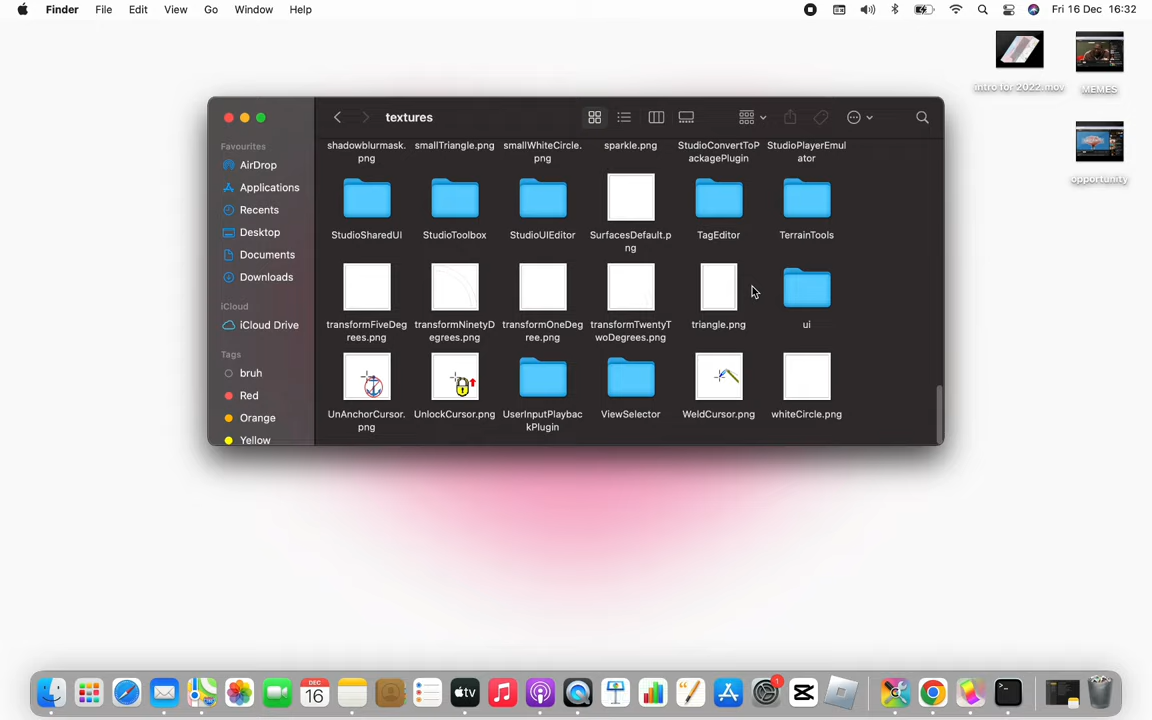 Finder File Edit View Go Window Help Fri 16 Dec 16:32
intro for 2022.mov
MEMES
opportunity
textures
Favourites
AirDrop
Applications
Recents
Desktop
Documents
Downloads
iCloud
iCloud Drive
Tags
bruh
Red
Orange
Yellow
shadowblurmask. smallTriangle.png smallWhiteCircle. sparkle.png StudioConvertToP StudioPlayerEmul
png png ackagePlugin ator
StudioSharedUI StudioToolbox StudioUIEditor SurfacesDefault.p TagEditor TerrainTools
ng
transformFiveDeg transformNinetyD transformOneDeg transformTwentyT triangle.png ui
rees.png egrees.png ree.png woDegrees.png
UnAnchorCursor. UnlockCursor.png UserInputPlaybac ViewSelector WeldCursor.png whiteCircle.png
png kPlugin
DEC
16
tv
1